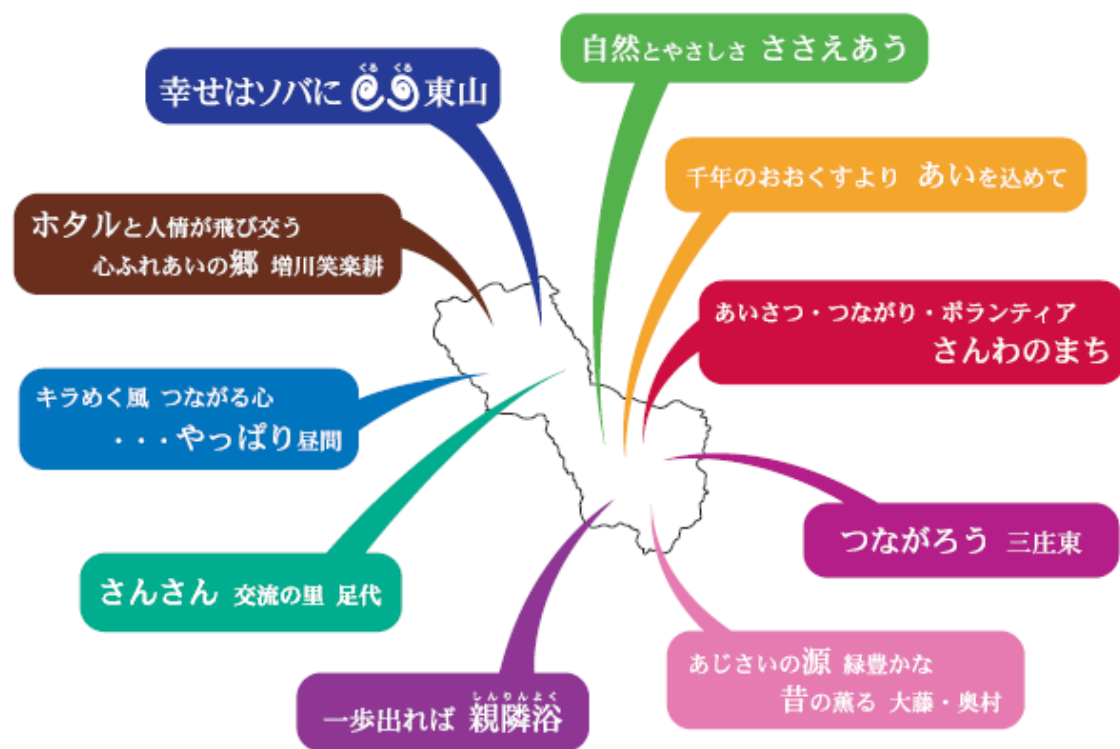 自然とやさしさ ささえあう
幸せはソバに くるくる 東山
千年のおおくすより あいを込めて
ホタルと人情が飛び交う
心ふれあいの郷 増川笑楽耕
あいさつ・つながり・ボランティア
さんわのまち
キラめく風 つながる心
・・・やっぱり昼間
つながろう 三庄東
さんさん 交流の里 足代
あじさいの源 緑豊かな
昔の薫る 大藤・奥村
しんりんよく
一歩出れば 親隣浴